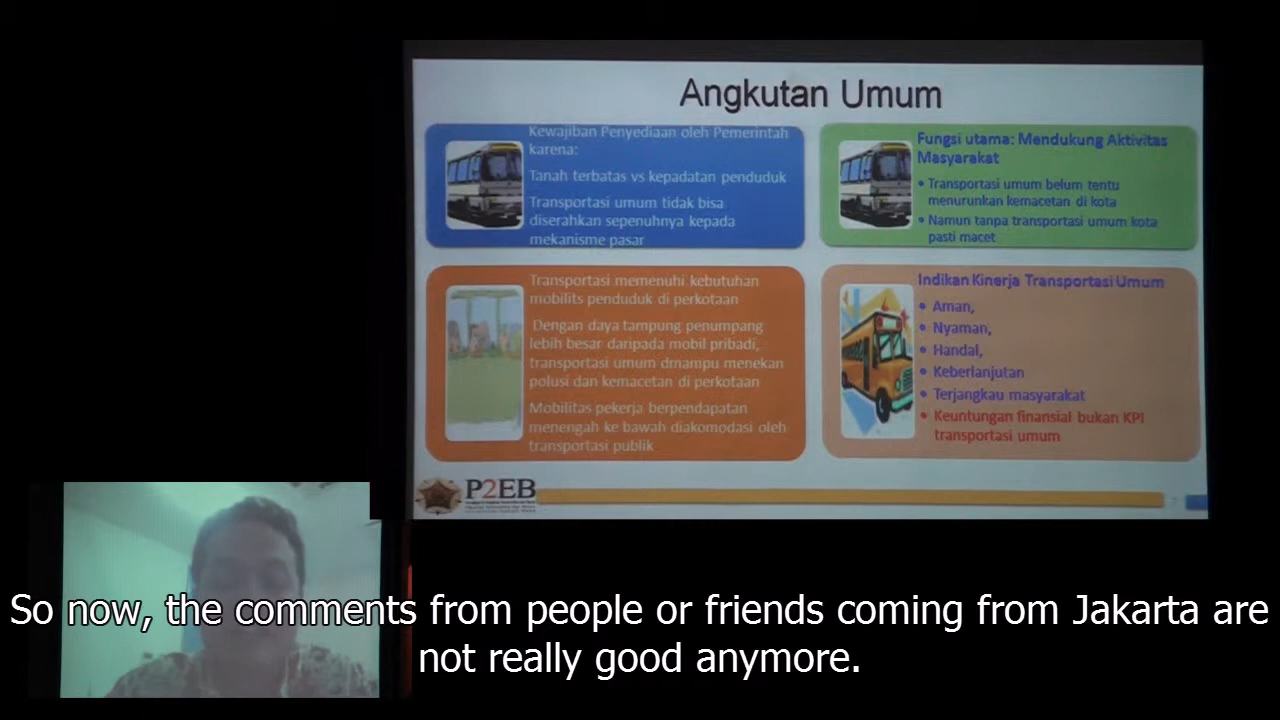 Angkutan Umum
Kewajiban Penyediaan oleh Pemerintah
karena:
Tanah terbatas vs kepadatan penduduk
Transportasi umum tidak bisa
diserahkan sepenuhnya kepada
mekanisme pasar
Fungsi utama: Mendukung Aktivitas
Masyarakat
• Transportasi umum belum tentu
menurunkan kemacetan di kota
• Namun tanpa transportasi umum kota
pasti macet
Transportasi memenuhi kebutuhan
mobilits penduduk di perkotaan
Dengan daya tampung penumpang
lebih besar daripada mobil pribadi,
transportasi umum dmampu menekan
polusi dan kemacetan di perkotaan
Mobilitas pekerja berpendapatan
menengah ke bawah diakomodasi oleh
transportasi publik
Indikan Kinerja Transportasi Umum
• Aman,
• Nyaman,
• Handal,
• Keberlanjutan
• Terjangkau masyarakat
• Keuntungan finansial bukan KPI
transportasi umum
P2EB
So now, the comments from people or friends coming from Jakarta are
not really good anymore.